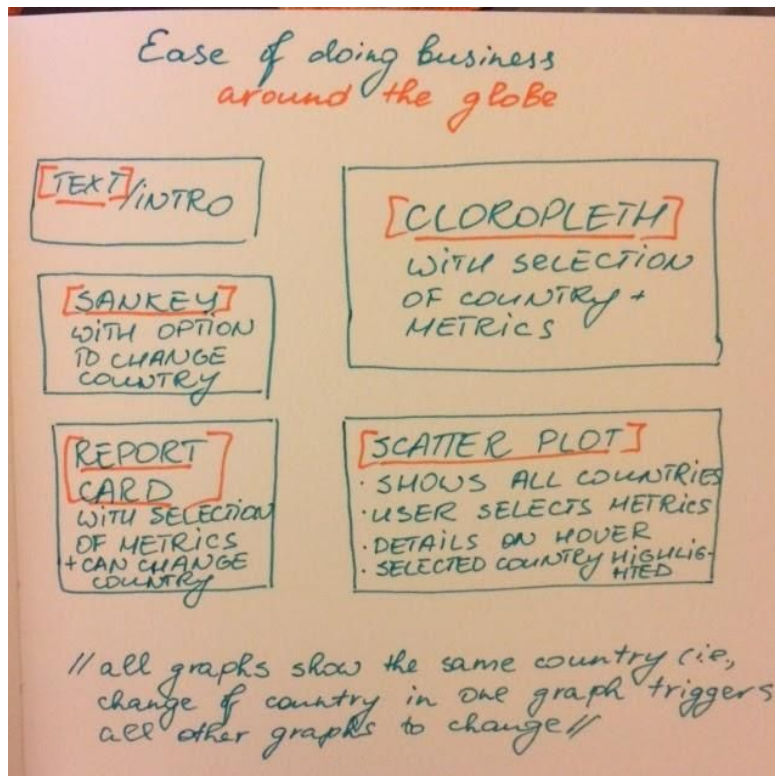 Ease of doing business
around the globe
[TEXT]/INTRO
[CLOROPLETH]
WITH SELECTION
OF COUNTRY +
METRICS
[SANKEY]
WITH OPTION
TO CHANGE
COUNTRY
[REPORT
CARD]
WITH SELECTION
OF METRICS
+ CAN CHANGE
COUNTRY
[SCATTER PLOT]
· SHOWS ALL COUNTRIES
· USER SELECTS METRICS
· DETAILS ON HOVER
· SELECTED COUNTRY HIGHLIG-
HTED
// all graphs show the same country (i.e.,
change of country in one graph triggers
all other graphs to change //